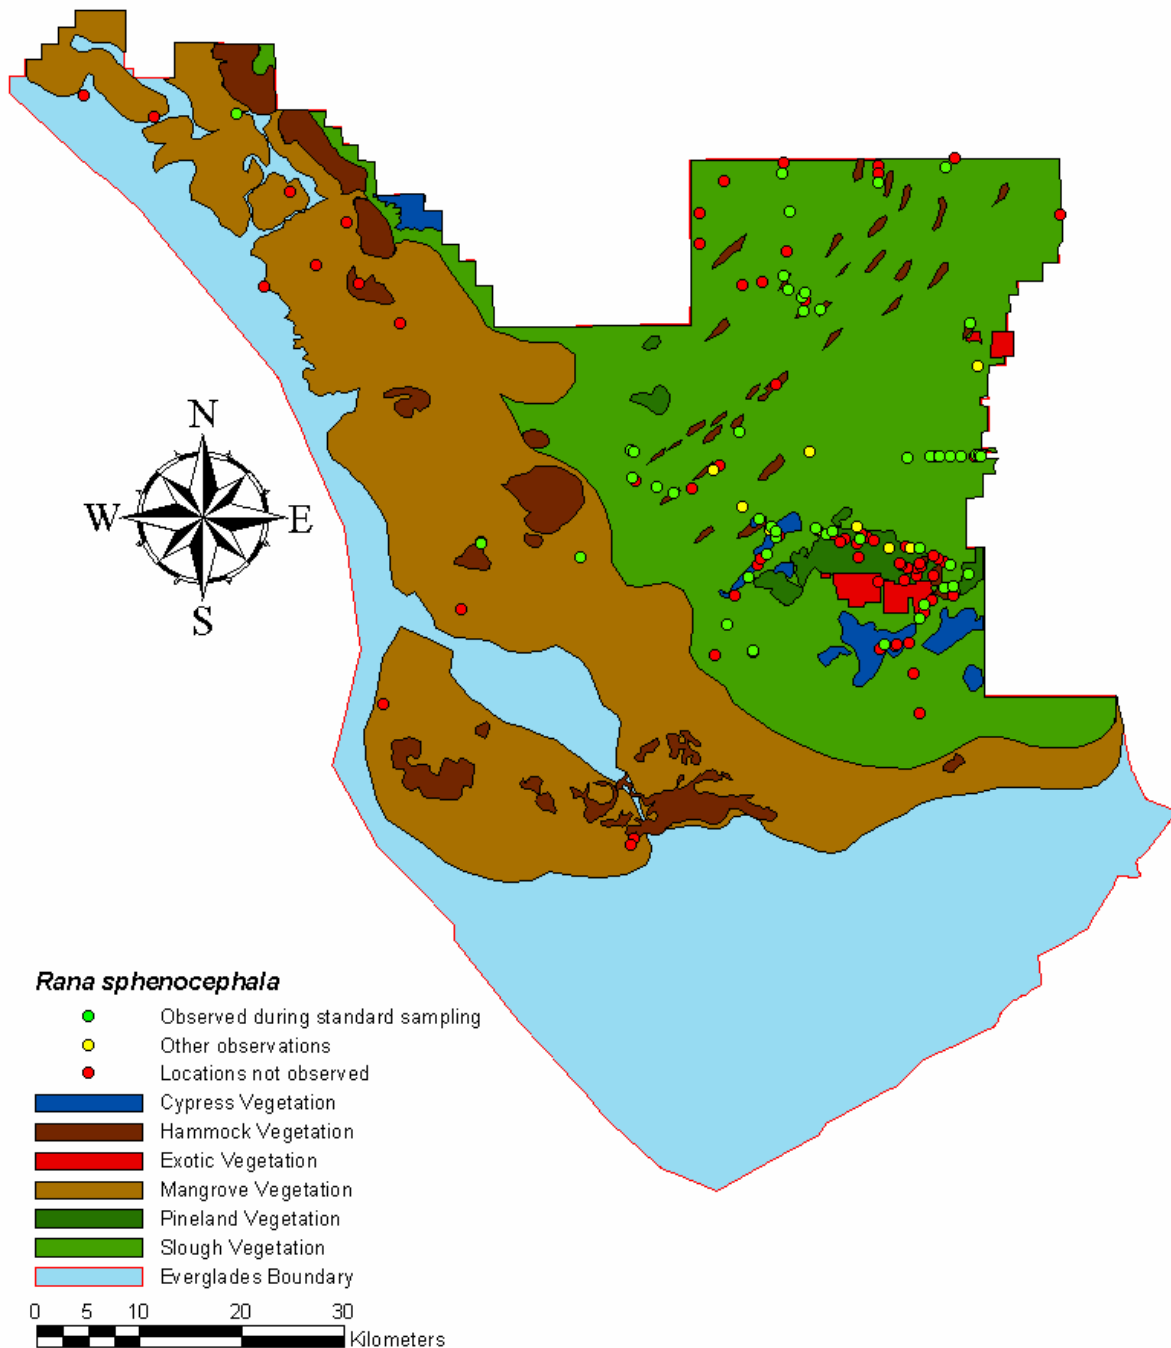 N
W E
S
Rana sphenocephala
Observed during standard sampling
Other observations
Locations not observed
Cypress Vegetation
Hammock Vegetation
Exotic Vegetation
Mangrove Vegetation
Pineland Vegetation
Slough Vegetation
Everglades Boundary
0 5 10 20 30
Kilometers